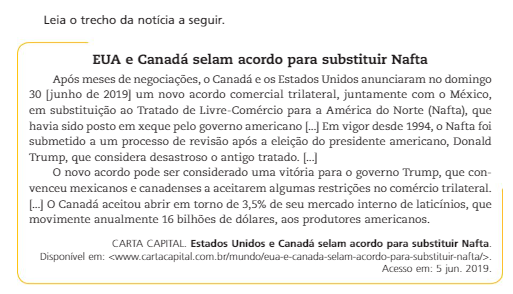 Leia o trecho da notícia a seguir.
EUA e Canadá selam acordo para substituir Nafta
Após meses de negociações, o Canadá e os Estados Unidos anunciaram no domingo
30 [junho de 2019] um novo acordo comercial trilateral, juntamente com o México,
em substituição ao Tratado de Livre-Comércio para a América do Norte (Nafta), que
havia sido posto em xeque pelo governo americano [...] Em vigor desde 1994, o Nafta foi
submetido a um processo de revisão após a eleição do presidente americano, Donald
Trump, que considera desastroso o antigo tratado. [...]
O novo acordo pode ser considerado uma vitória para o governo Trump, que con-
venceu mexicanos e canadenses a aceitarem algumas restrições no comércio trilateral.
[...] O Canadá aceitou abrir em torno de 3,5% de seu mercado interno de laticínios, que
movimente anualmente 16 bilhões de dólares, aos produtores americanos.
CARTA CAPITAL. Estados Unidos e Canadá selam acordo para substituir Nafta.
Disponível em: <www.cartacapital.com.br/mundo/eua-e-canada-selam-acordo-para-substituir-nafta/>.
Acesso em: 5 jun. 2019.